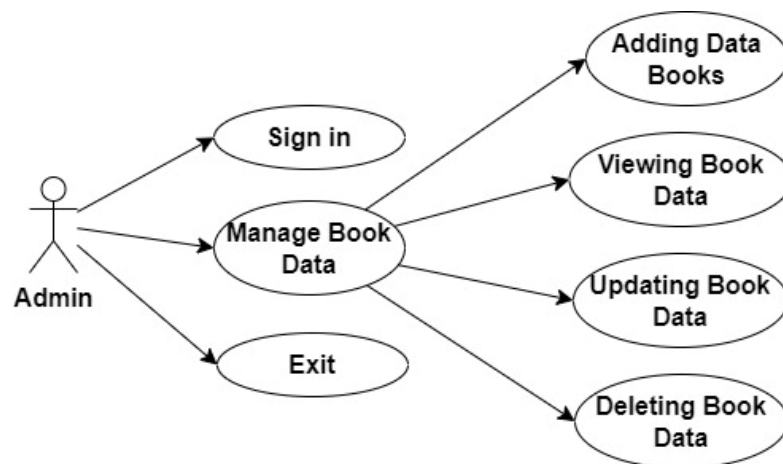 Adding Data
Books
Sign in
Viewing Book
Data
Manage Book
Data
Admin
Updating Book
Data
Exit
Deleting Book
Data